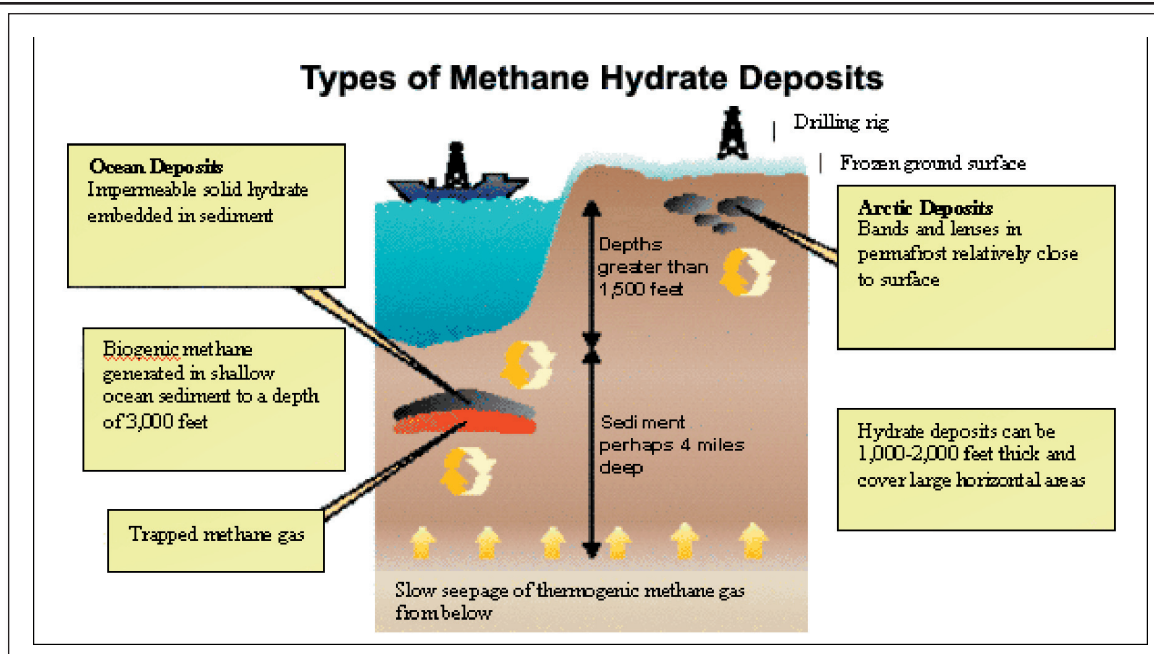 Types of Methane Hydrate Deposits
Drilling rig
Frozen ground surface
Ocean Deposits
Impermeable solid hydrate
embedded in sediment
Arctic Deposits
Bands and lenses in
permafrost relatively close
to surface
Depths
greater than
1,500 feet
Biogenic methane
generated in shallow
ocean sediment to a depth
of 3,000 feet
Sediment
perhaps 4 miles
deep
Hydrate deposits can be
1,000-2,000 feet thick and
cover large horizontal areas
Trapped methane gas
Slow seepage of thermogenic methane gas
from below